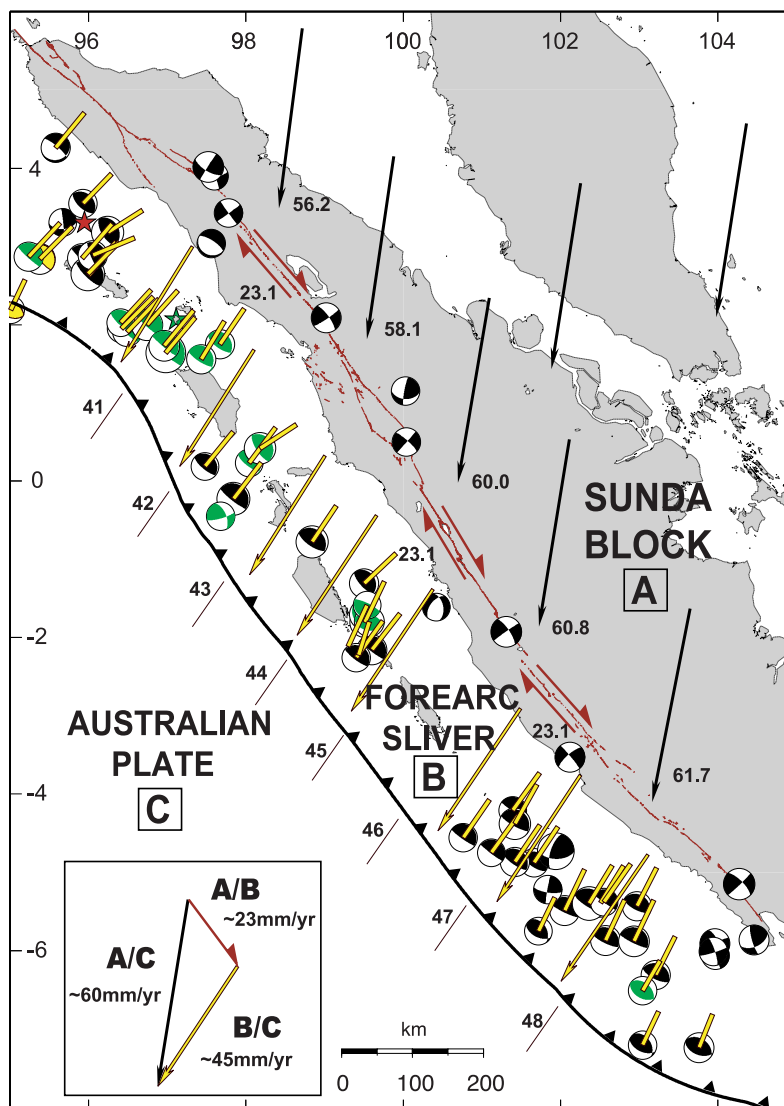 96 98 100 102 104
4
56.2
23.1
58.1
41
0
60.0
SUNDA
BLOCK
A
42
23.1
43
60.8
-2
44
FOREARC
SLIVER
B
AUSTRALIAN
PLATE
C
23.1
45
61.7
-4
46
A/B
~23mm/yr
47
-6
A/C
~60mm/yr
B/C
~45mm/yr
48
km
0 100 200